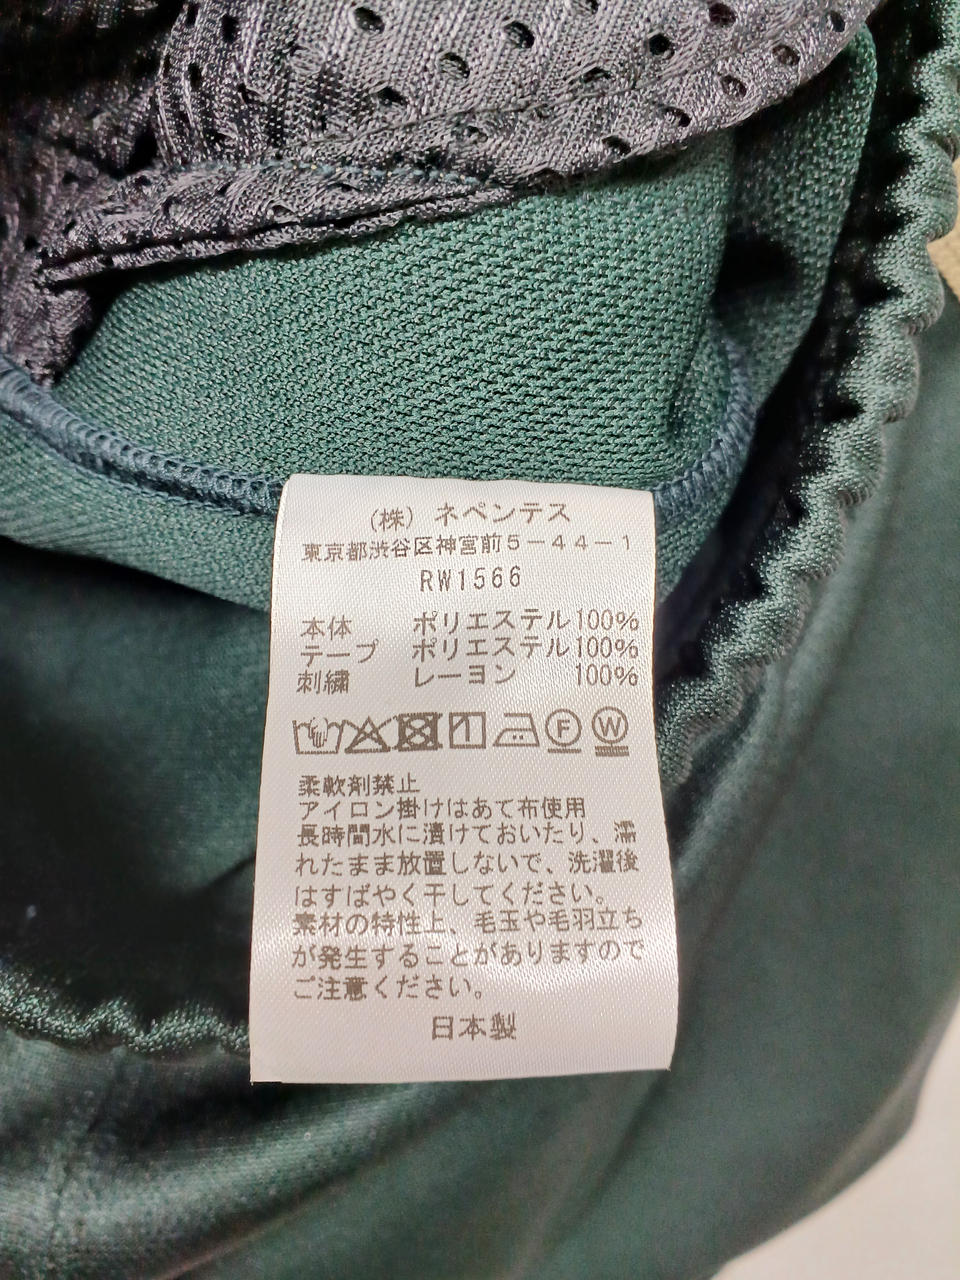 (株) ネペンテス
東京都渋谷区神宮前5-44-1
RW1566
本体 ポリエステル100%
テープ ポリエステル100%
刺繍 レーヨン 100%
F W
柔軟剤禁止
アイロン掛けはあて布使用
長時間水に漬けておいたり、濡
れたまま放置しないで、洗濯後
はすばやく干してください。
素材の特性上、毛玉や毛羽立ち
が発生することがありますので
ご注意ください。
日本製